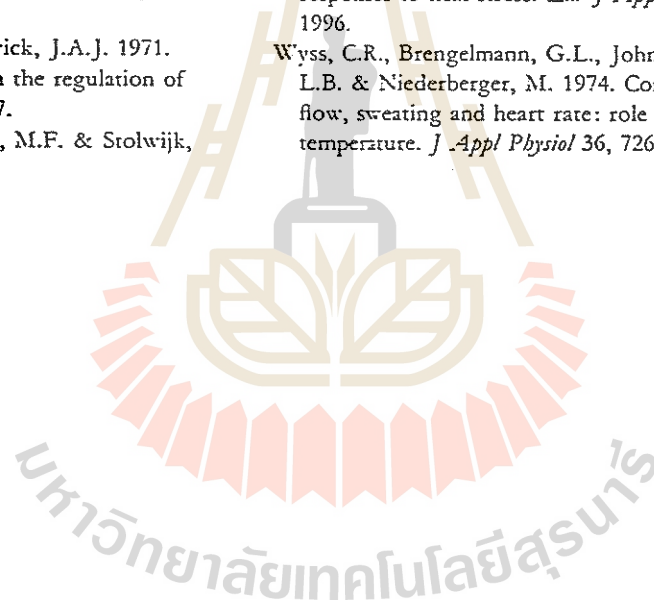 rick, J.A.J. 1971.
the regulation of
7.
, M.F. & Stolwijk,
1996.
Wyss, C.R., Brengelmann, G.L., John
L.B. & Niederberger, M. 1974. Co
flow, sweating and heart rate: role
temperature. J Appl Physiol 36, 726
มหาวิทยาลัยเทคโนโลยีสุรนารี